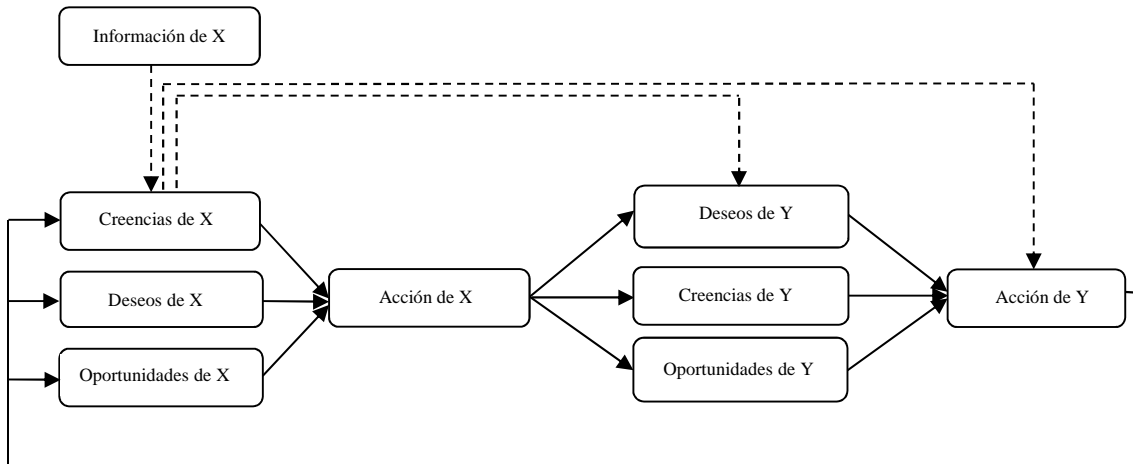 Información de X
Creencias de X
Deseos de X
Oportunidades de X
Acción de X
Deseos de Y
Creencias de Y
Oportunidades de Y
Acción de Y